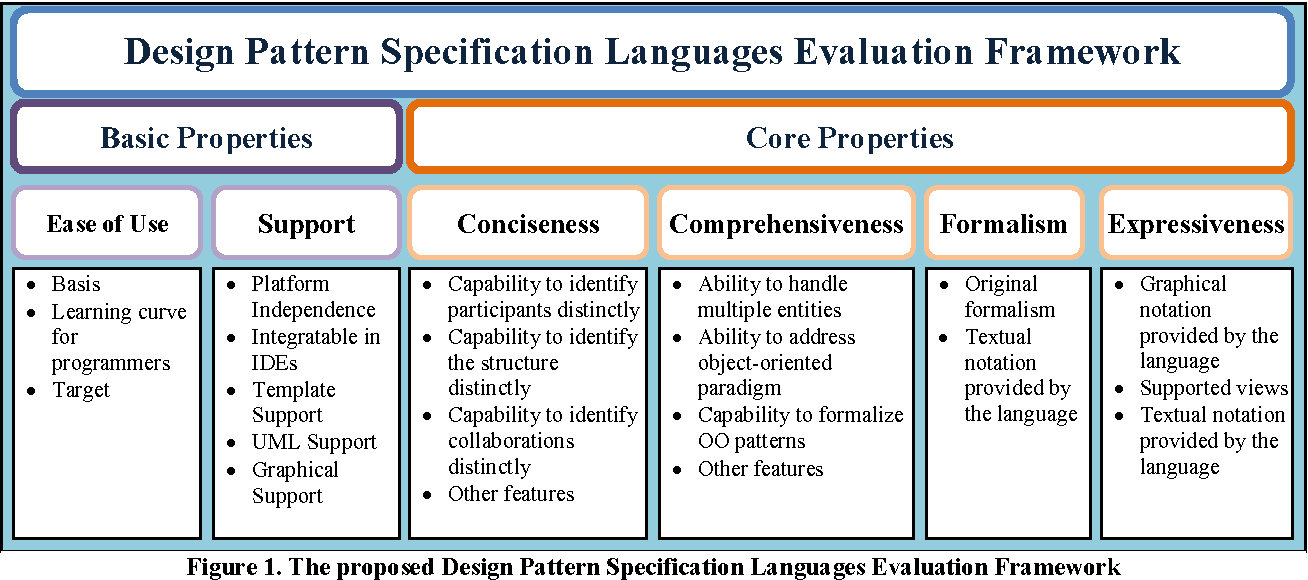 Design Pattern Specification Languages Evaluation Framework
Basic Properties
Core Properties
Ease of Use
Support
Conciseness
Comprehensiveness
Formalism
Expressiveness
• Basis
• Learning curve
for
programmers
• Target
• Platform
Independence
• Integratable in
IDEs
• Template
Support
• UML Support
• Graphical
Support
• Capability to identify
participants distinctly
• Capability to identify
the structure
distinctly
• Capability to identify
collaborations
distinctly
• Other features
• Ability to handle
multiple entities
• Ability to address
object-oriented
paradigm
• Capability to formalize
OO patterns
• Other features
• Original
formalism
• Textual
notation
provided by
the language
• Graphical
notation
provided by the
language
• Supported views
• Textual notation
provided by the
language
Figure 1. The proposed Design Pattern Specification Languages Evaluation Framework